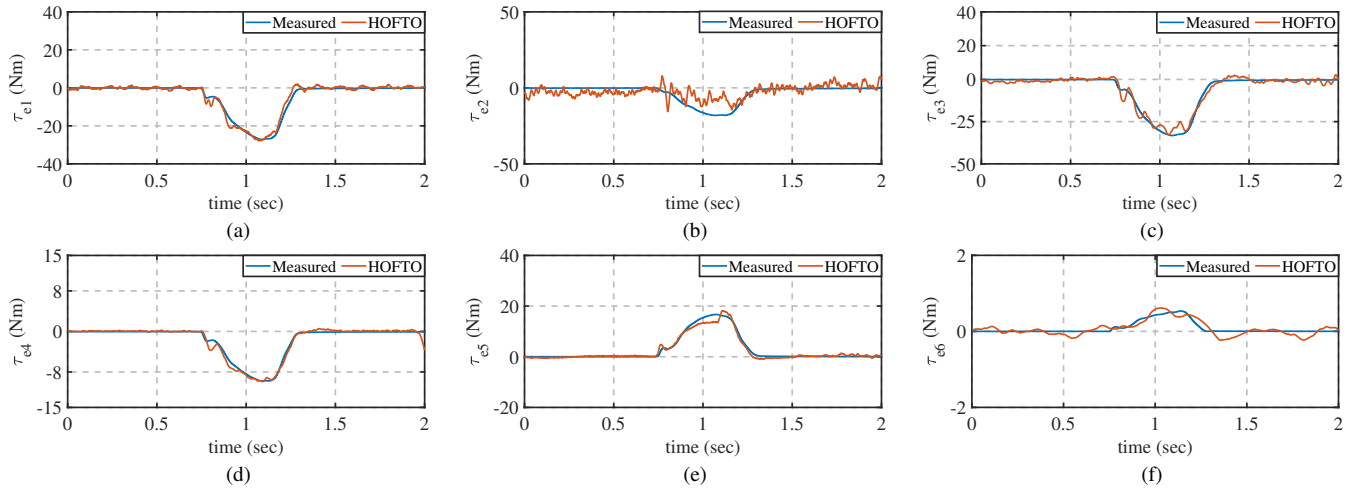 Measured HOFTO
τe1 (Nm)
40
20
0
-20
40
0 0.5 1 1.5 2
time (sec)
(a)
Measured HOFTO
τe2 (Nm)
50
0
-50
0 0.5 1 1.5 2
time (sec)
(b)
Measured HOFTO
τe3 (Nm)
40
20
0
-25
-50
0 0.5 1 1.5 2
time (sec)
(c)
Measured HOFTO
τe4 (Nm)
15
8
0
-8
-15
0 0.5 1 1.5 2
time (sec)
(d)
Measured HOFTO
τe5 (Nm)
40
20
0
-20
0 0.5 1 1.5 2
time (sec)
(e)
Measured HOFTO
τe6 (Nm)
2
0
-2
0 0.5 1 1.5 2
time (sec)
(f)